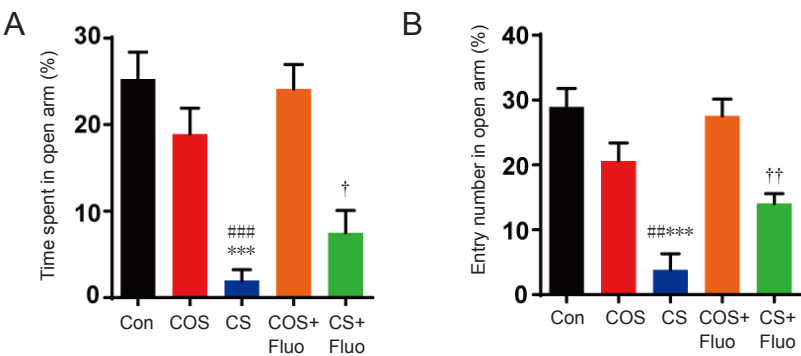 A
Time spent in open arm (%)
30
20
10
0
###
***
†
Con
COS
CS
COS+
Fluo
CS+
Fluo
B
Entry number in open arm (%)
40
30
20
10
0
##***
††
Con
COS
CS
COS+
Fluo
CS+
Fluo